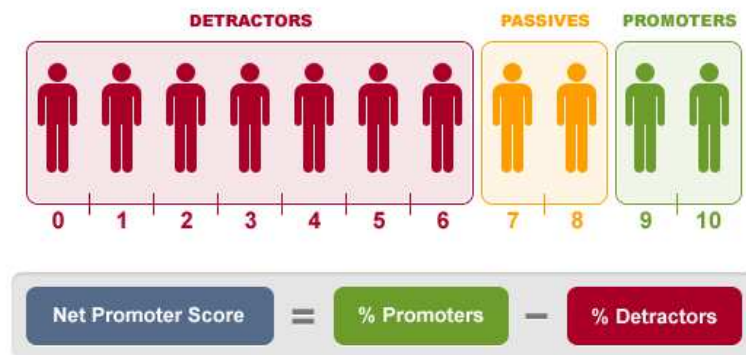 DETRACTORS PASSIVES PROMOTERS
0 1 2 3 4 5 6 7 8 9 10
Net Promoter Score = % Promoters − % Detractors